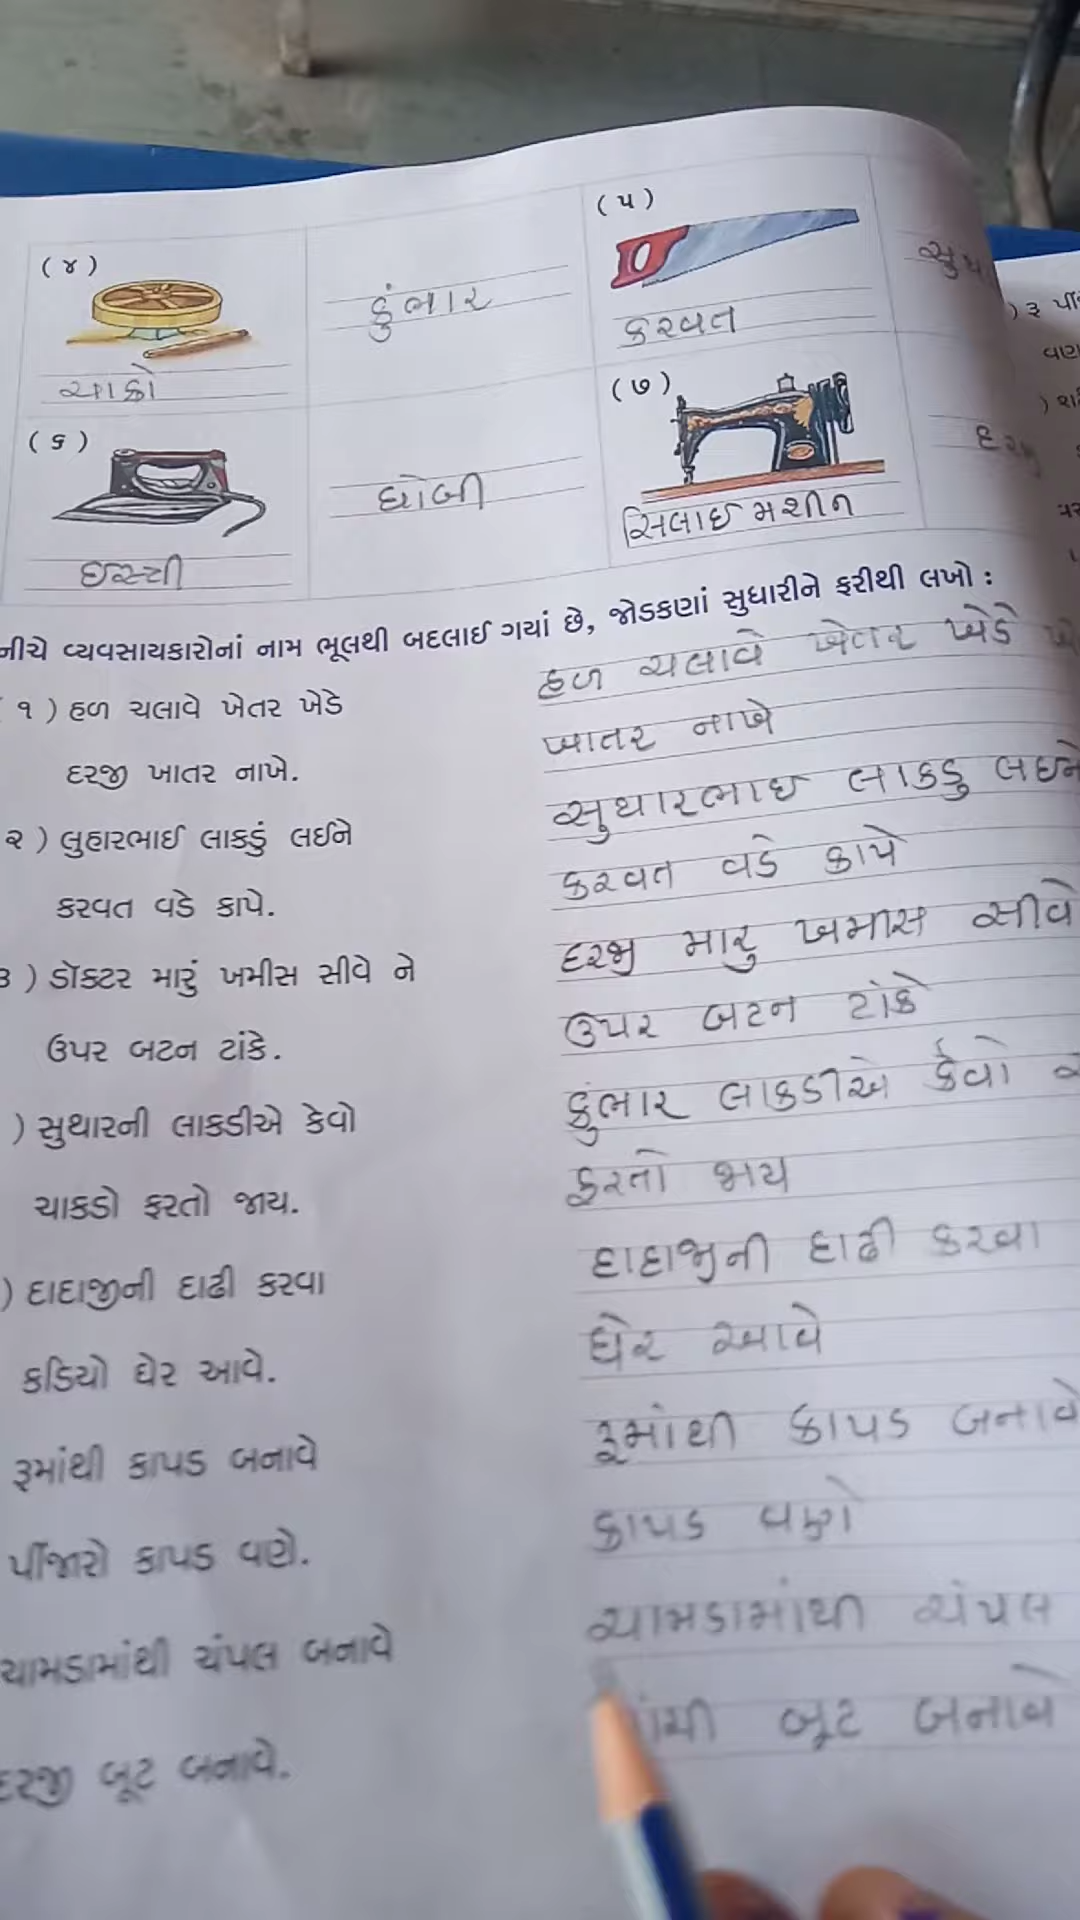 (૪)
કુંભાર
ચાકો
(૫)
કરવત
(૬)
ધોબી
ઇસ્ત્રી
(૭)
સિલાઇ મશીન
) રૂ
નીચે વ્યવસાયકારોનાં નામ ભૂલથી બદલાઈ ગયાં છે, જોડકણાં સુધારીને ફરીથી લખો :
૧ ) હળ ચલાવે ખેતર ખેડે
દરજી ખાતર નાખે.
હળ ચલાવે ખેતર ખેડે
ખાતર નાખે
૨ ) લુહારભાઈ લાકડું લઈને
કરવત વડે કાપે.
સુથારભાઇ લાકડુ લઇને
કરવત વડે કાપે
૩ ) ડૉક્ટર મારું ખમીસ સીવે ને
ઉપર બટન ટાંકે.
દરજી મારુ ખમીસ સીવે
ઉપર બટન ટાંકે
) સુથારની લાકડીએ કેવો
ચાકડો ફરતો જાય.
કુંભાર લાકડીએ કેવો
ફરતો જાય
) દાદાજીની દાઢી કરવા
કડિયો ઘેર આવે.
દાદાજીની દાઢી કરવા
ઘેર આવે
રૂમાંથી કાપડ બનાવે
પીંજારો કાપડ વણે.
રૂમાંથી કાપડ બનાવે
કાપડ વણે
ચામડામાંથી ચંપલ બનાવે
દરજી બૂટ બનાવે.
ચામડામાંથી ચંપલ
બૂટ બનાવે